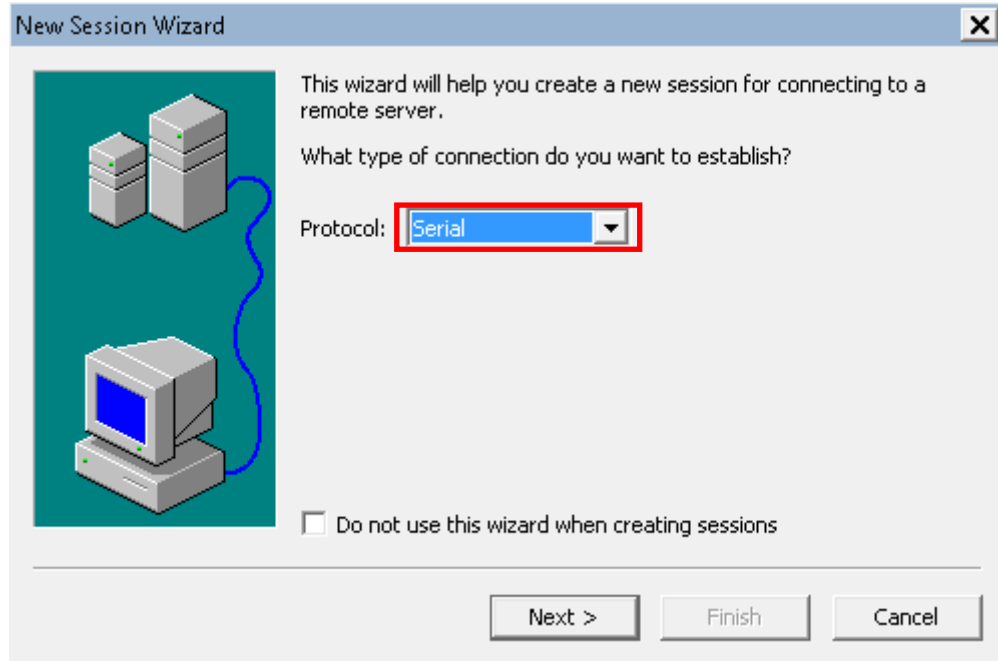 New Session Wizard
This wizard will help you create a new session for connecting to a
remote server.
What type of connection do you want to establish?
Protocol: Serial
Do not use this wizard when creating sessions
Next > Finish Cancel